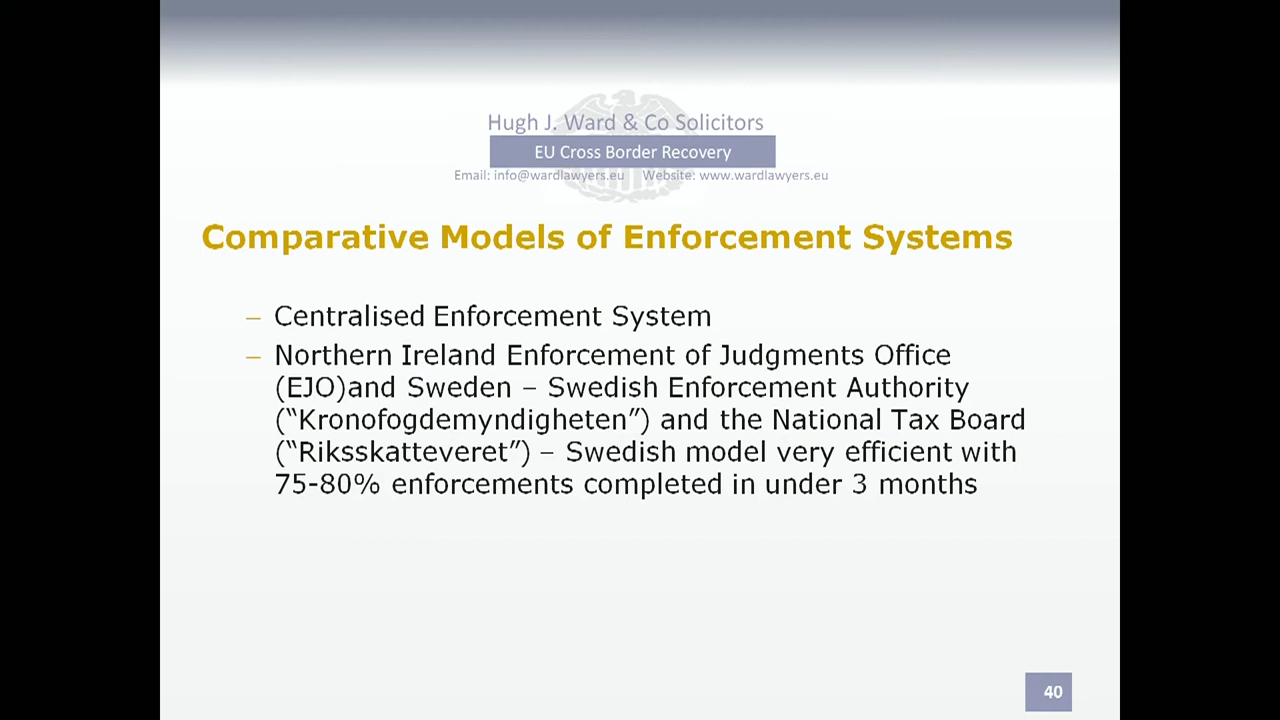 Hugh J. Ward & Co Solicitors
EU Cross Border Recovery
Email: info@wardlawyers.eu Website: www.wardlawyers.eu
Comparative Models of Enforcement Systems
– Centralised Enforcement System
– Northern Ireland Enforcement of Judgments Office
(EJO)and Sweden – Swedish Enforcement Authority
(“Kronofogdemyndigheten”) and the National Tax Board
(“Riksskatteveret”) – Swedish model very efficient with
75-80% enforcements completed in under 3 months
40